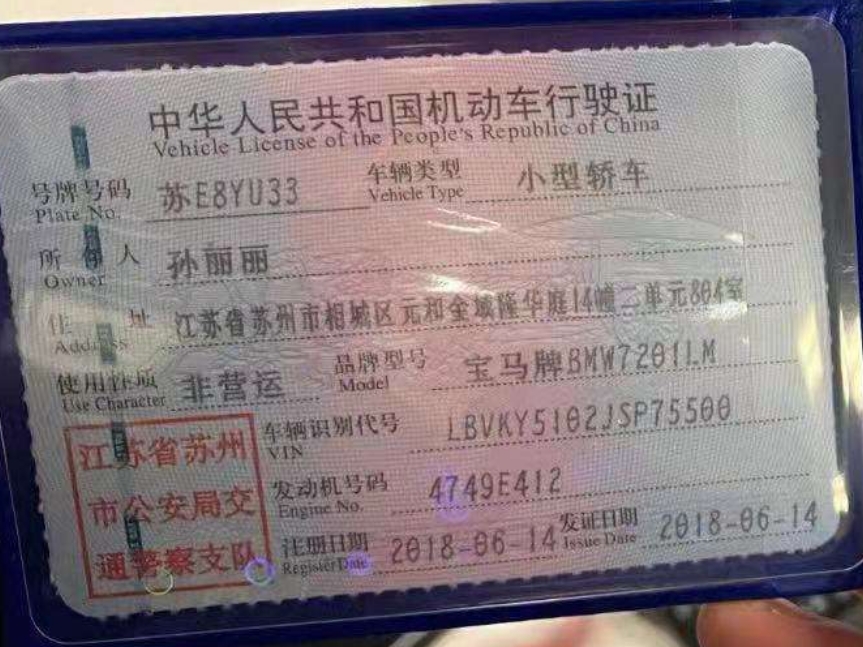 中华人民共和国机动车行驶证
Vehicle License of the People's Republic of China
号牌号码 苏E8YU33 车辆类型 小型轿车
Plate No. Vehicle Type
所有人 孙丽丽
Owner
住址 江苏省苏州市相城区元和金域隆华庭14幢二单元804室
Address
使用性质 非营运 品牌型号 宝马牌BMW7201LM
Use Character Model
江苏省苏州 车辆识别代号 LBVKY5102JSP75500
VIN
市公安局交 发动机号码 4749E412
Engine No.
通警察支队 注册日期 2018-06-14 发证日期 2018-06-14
Register Date Issue Date